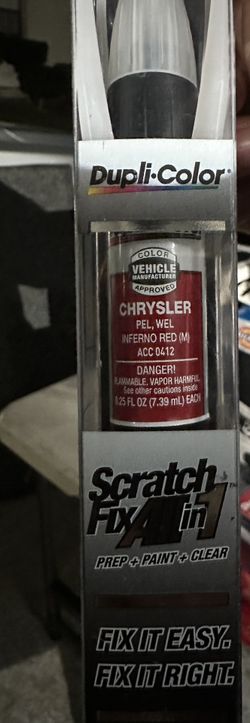 Dupli•Color®
COLOR
VEHICLE
MANUFACTURER
APPROVED
CHRYSLER
PEL, WEL
INFERNO RED (M)
ACC 0412
DANGER!
FLAMMABLE. VAPOR HARMFUL.
See other cautions inside
0.25 FL OZ (7.39 mL) EACH
Scratch
Fix All in 1™
PREP + PAINT + CLEAR
FIX IT EASY.
FIX IT RIGHT.